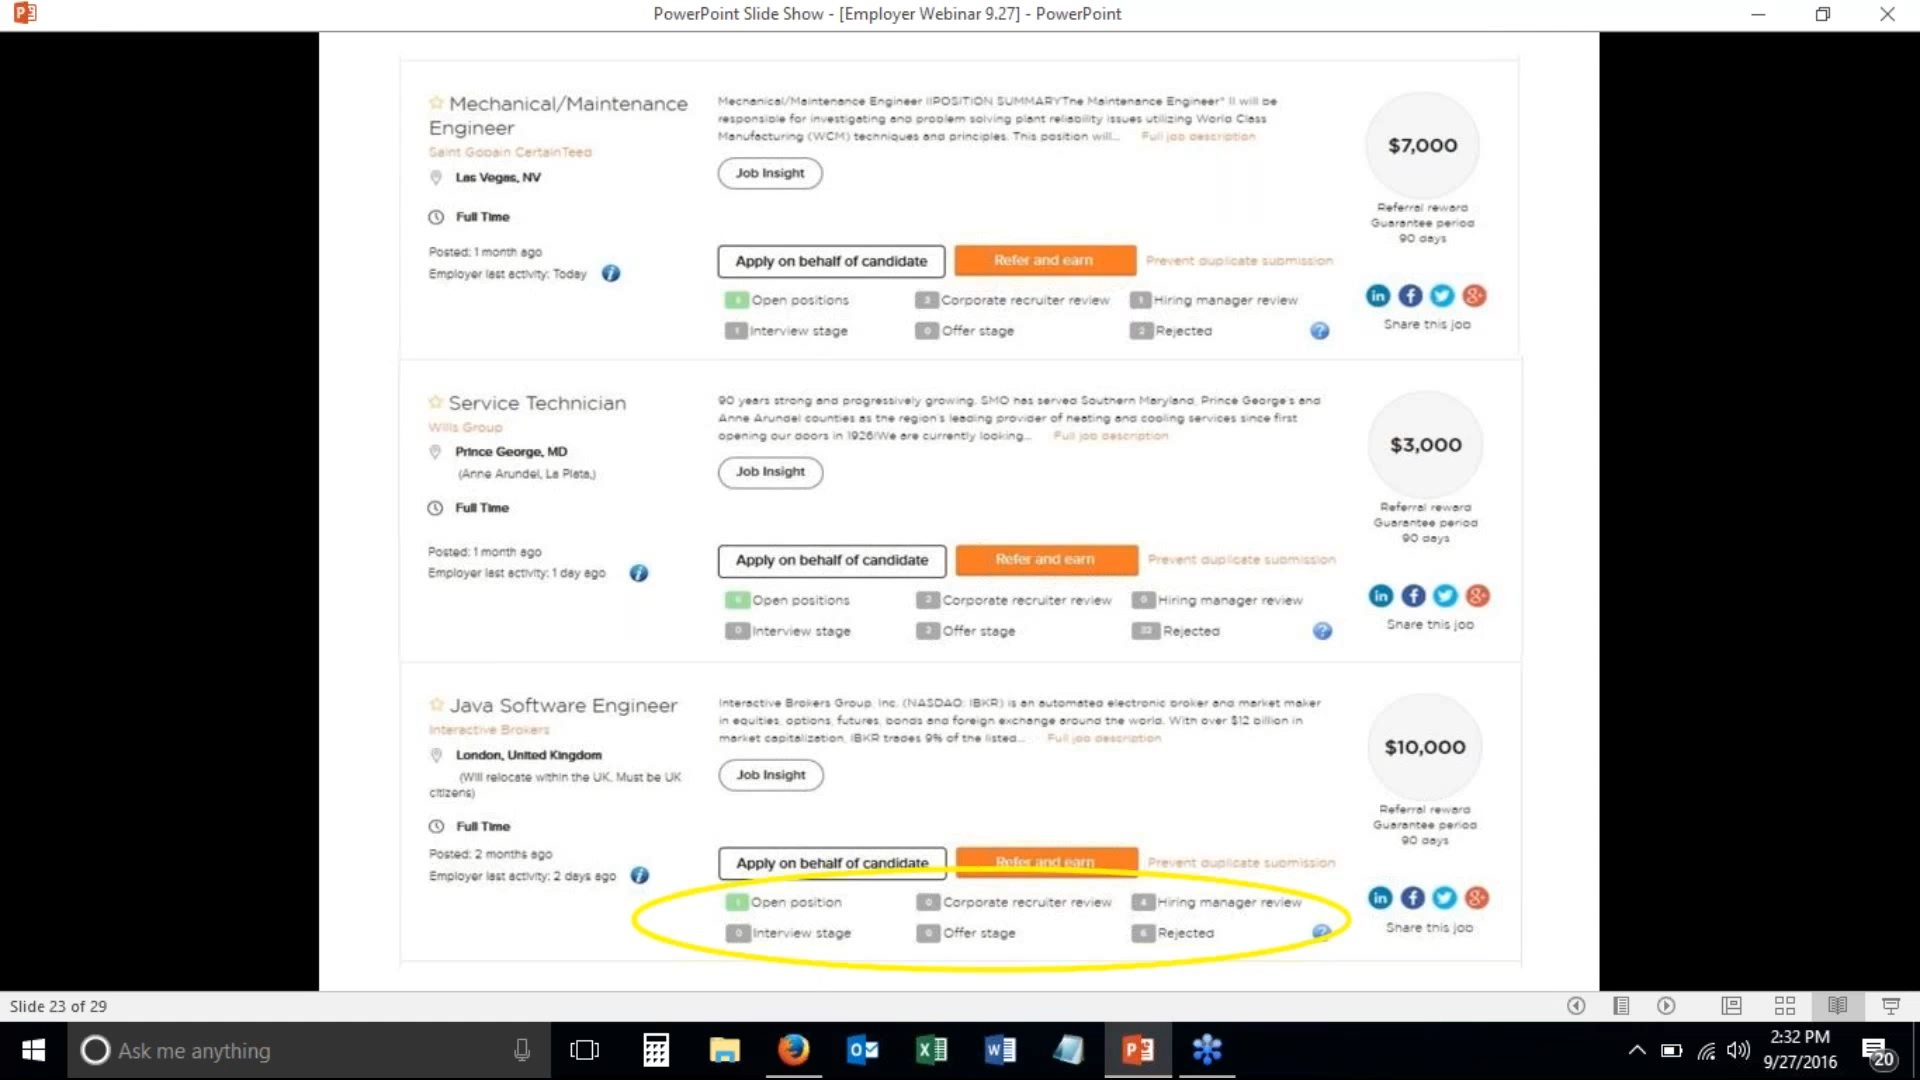 PowerPoint Slide Show - [Employer Webinar 9.27] - PowerPoint
Mechanical/Maintenance
Engineer
Saint Gobain CertainTeed
Las Vegas, NV
Full Time
Posted: 1 month ago
Employer last activity: Today
Mechanical/Maintenance Engineer IIPOSITION SUMMARYThe Maintenance Engineer* II will be
responsible for investigating and problem solving plant reliability issues utilizing World Class
Manufacturing (WCM) techniques and principles. This position will... Full job description
Job Insight
Apply on behalf of candidate Refer and earn Prevent duplicate submission
Open positions 3 Corporate recruiter review 1 Hiring manager review
1 Interview stage 0 Offer stage 2 Rejected
$7,000
Referral reward
Guarantee period
90 days
Share this job
Service Technician
Wills Group
Prince George, MD
(Anne Arundel, La Plata,)
Full Time
Posted: 1 month ago
Employer last activity: 1 day ago
90 years strong and progressively growing, SMO has served Southern Maryland, Prince George's and
Anne Arundel counties as the region's leading provider of heating and cooling services since first
opening our doors in 1926!We are currently looking... Full job description
Job Insight
Apply on behalf of candidate Refer and earn Prevent duplicate submission
Open positions 2 Corporate recruiter review 0 Hiring manager review
0 Interview stage 2 Offer stage Rejected
$3,000
Referral reward
Guarantee period
90 days
Share this job
Java Software Engineer
Interactive Brokers
London, United Kingdom
(Will relocate within the UK. Must be UK
citizens)
Full Time
Posted: 2 months ago
Employer last activity: 2 days ago
Interactive Brokers Group, Inc. (NASDAQ: IBKR) is an automated electronic broker and market maker
in equities, options, futures, bonds and foreign exchange around the world. With over $12 billion in
market capitalization, IBKR trades 9% of the listed... Full job description
Job Insight
Apply on behalf of candidate Refer and earn Prevent duplicate submission
1 Open position 0 Corporate recruiter review 4 Hiring manager review
0 Interview stage 0 Offer stage 6 Rejected
$10,000
Referral reward
Guarantee period
90 days
Share this job
Slide 23 of 29
Ask me anything
2:32 PM
9/27/2016
20